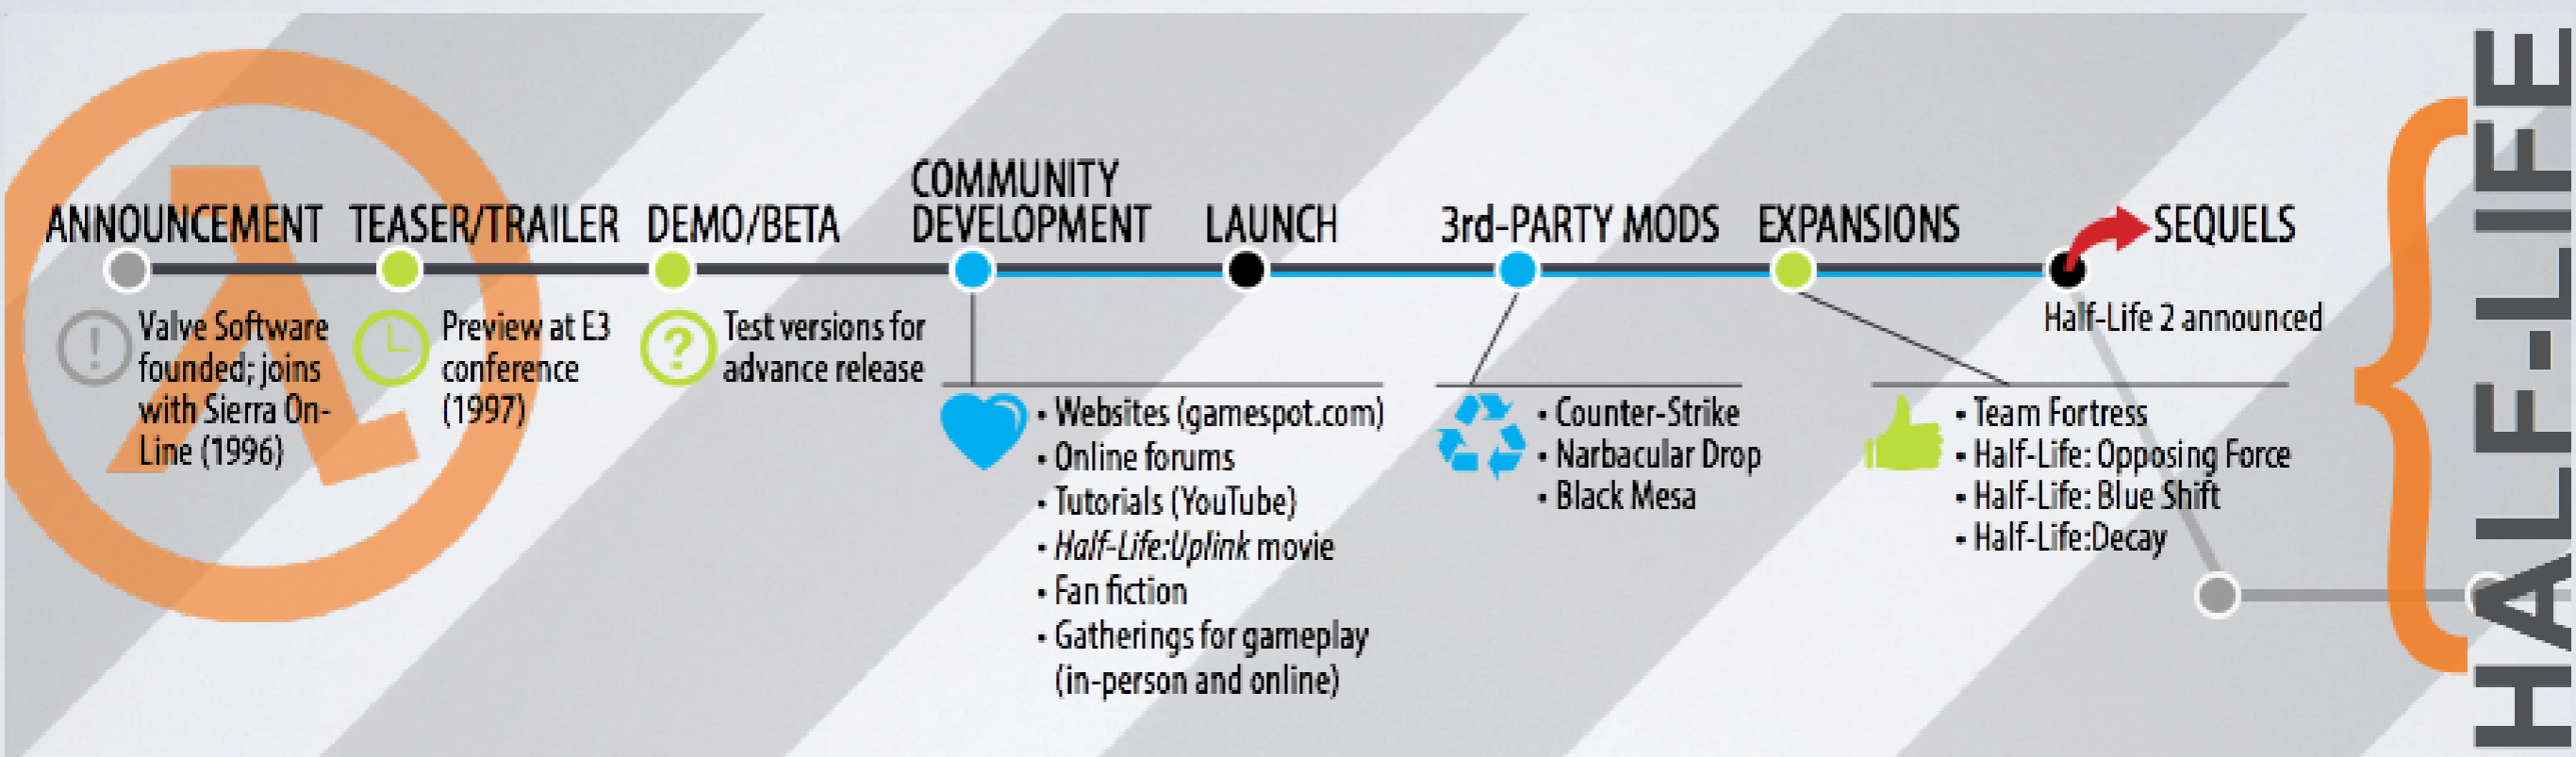 ANNOUNCEMENT
Valve Software
founded; joins
with Sierra On-
Line (1996)
TEASER/TRAILER
Preview at E3
conference
(1997)
DEMO/BETA
Test versions for
advance release
COMMUNITY
DEVELOPMENT
• Websites (gamespot.com)
• Online forums
• Tutorials (YouTube)
• Half-Life:Uplink movie
• Fan fiction
• Gatherings for gameplay
(in-person and online)
LAUNCH
3rd-PARTY MODS
• Counter-Strike
• Narbacular Drop
• Black Mesa
EXPANSIONS
• Team Fortress
• Half-Life: Opposing Force
• Half-Life: Blue Shift
• Half-Life:Decay
SEQUELS
Half-Life 2 announced
HALF-LIFE